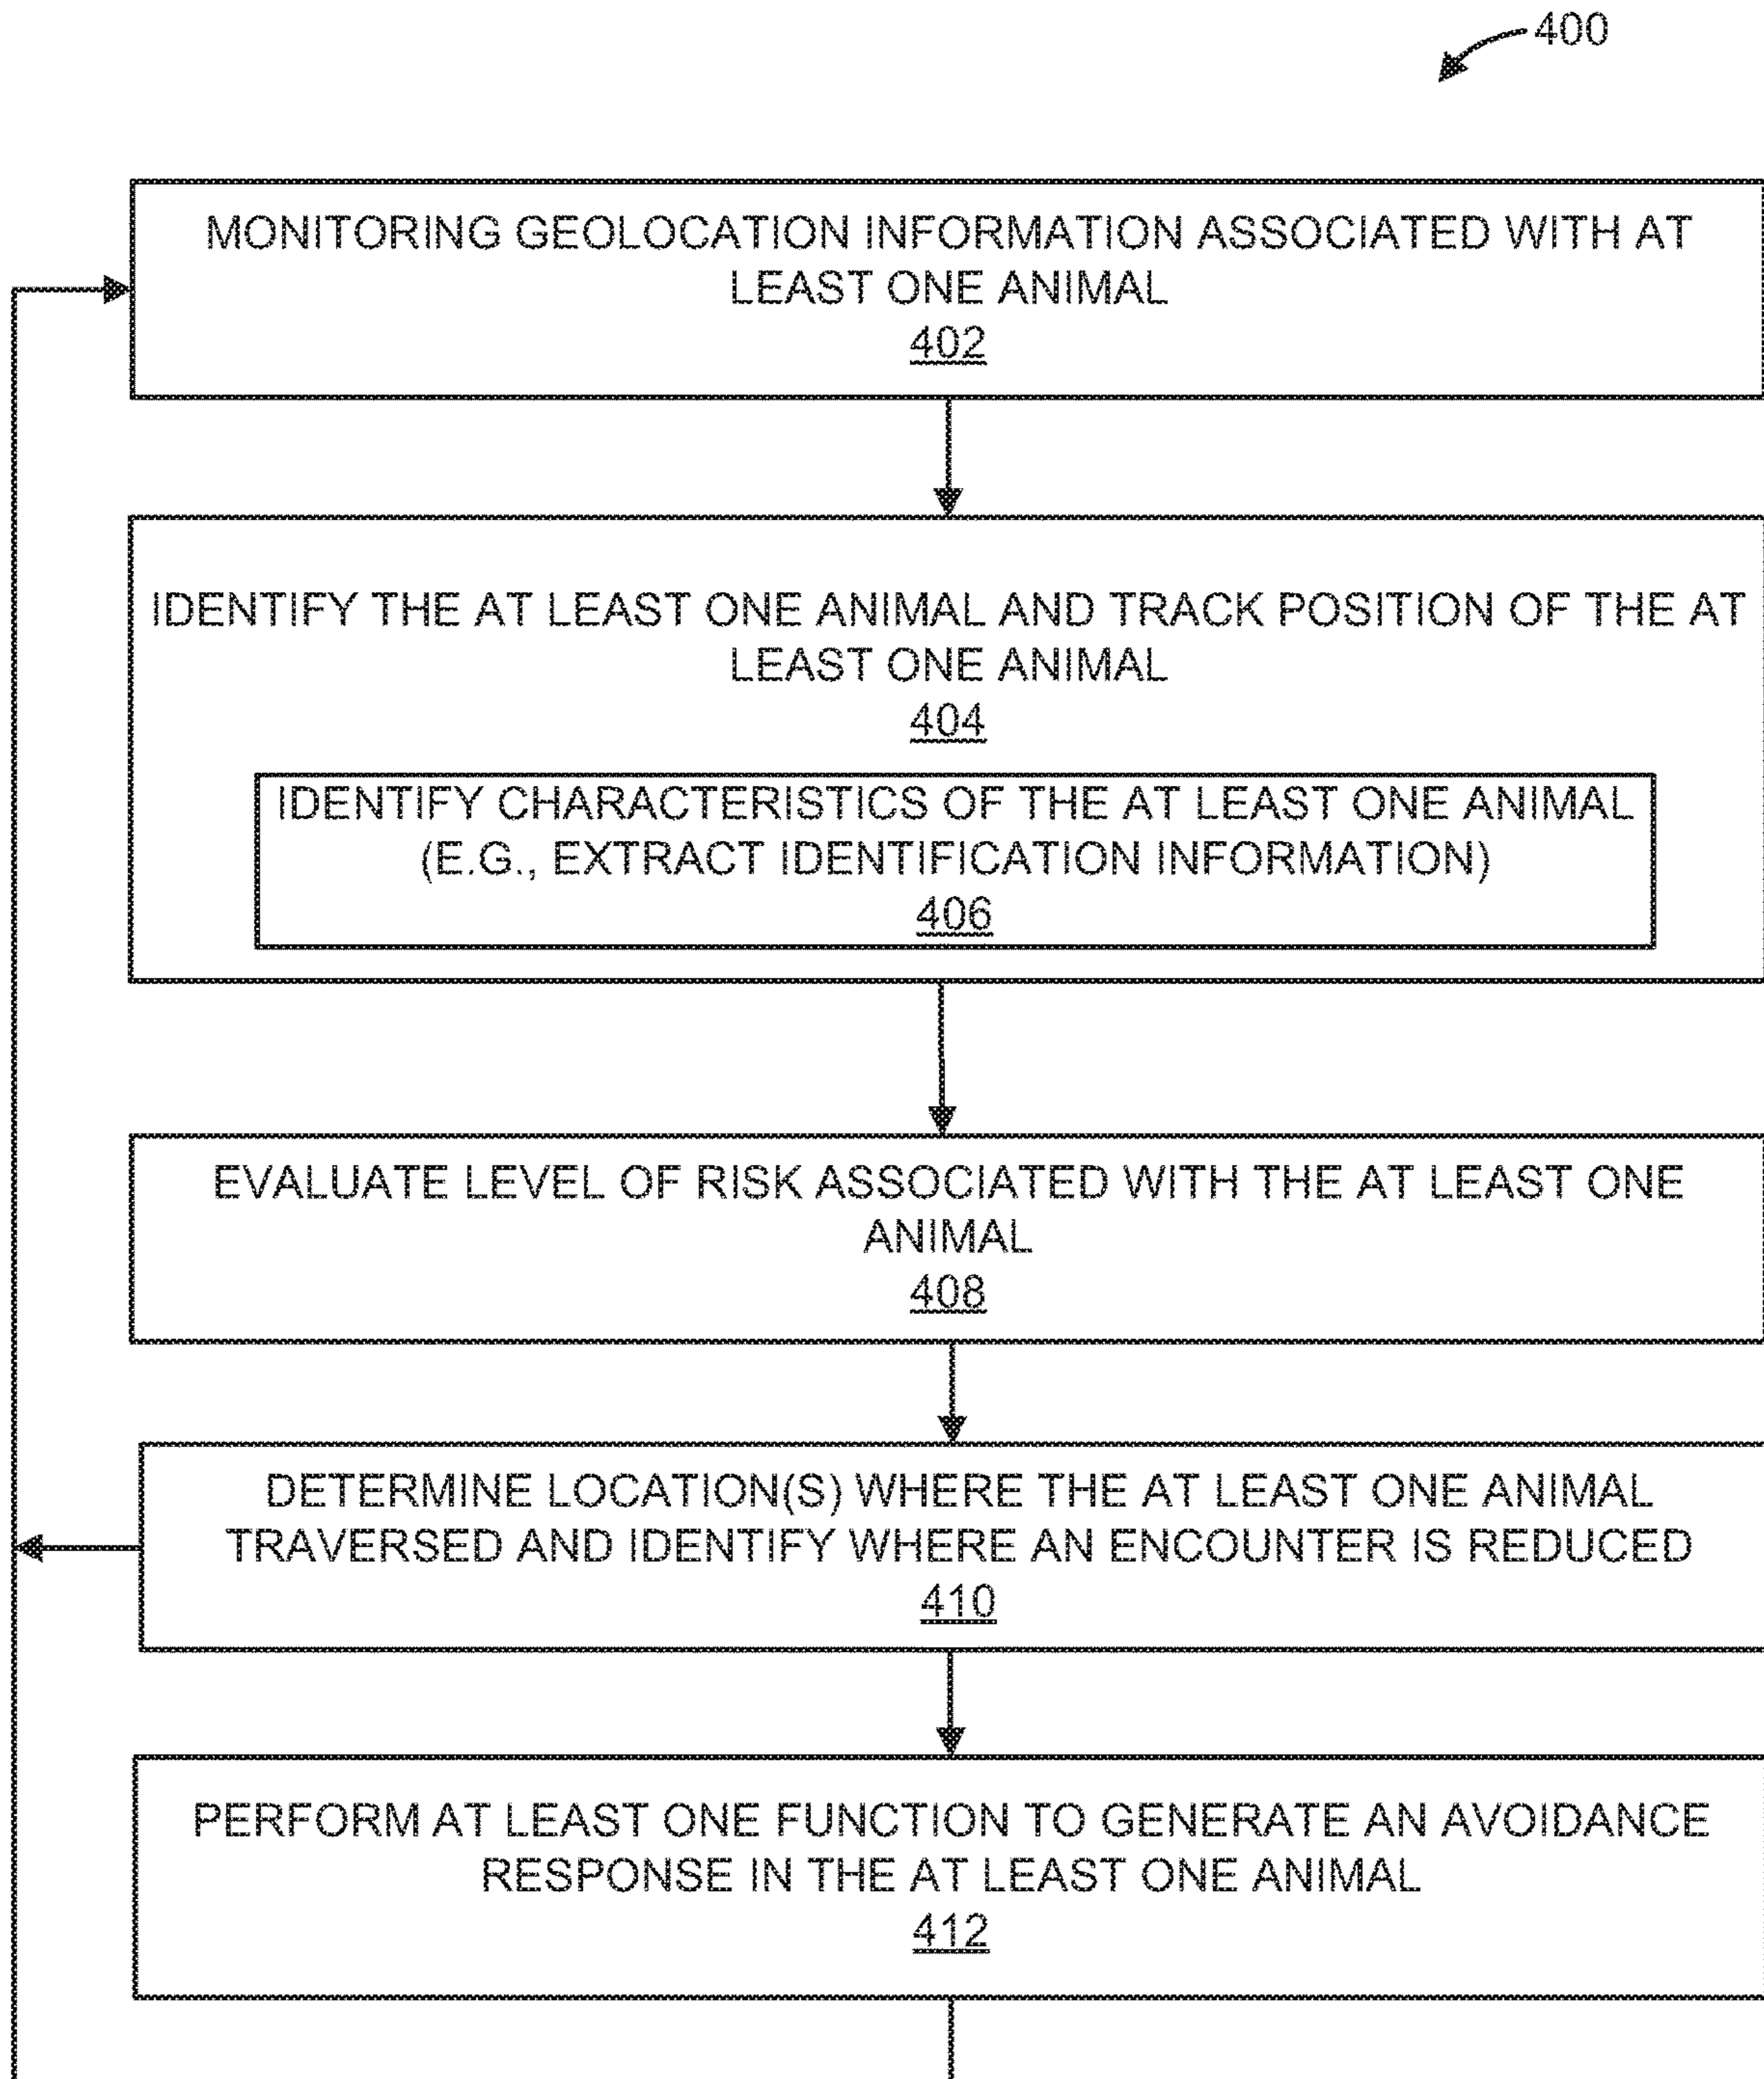 400
MONITORING GEOLOCATION INFORMATION ASSOCIATED WITH AT
LEAST ONE ANIMAL
402
IDENTIFY THE AT LEAST ONE ANIMAL AND TRACK POSITION OF THE AT
LEAST ONE ANIMAL
404
IDENTIFY CHARACTERISTICS OF THE AT LEAST ONE ANIMAL
(E.G., EXTRACT IDENTIFICATION INFORMATION)
406
EVALUATE LEVEL OF RISK ASSOCIATED WITH THE AT LEAST ONE
ANIMAL
408
DETERMINE LOCATION(S) WHERE THE AT LEAST ONE ANIMAL
TRAVERSED AND IDENTIFY WHERE AN ENCOUNTER IS REDUCED
410
PERFORM AT LEAST ONE FUNCTION TO GENERATE AN AVOIDANCE
RESPONSE IN THE AT LEAST ONE ANIMAL
412